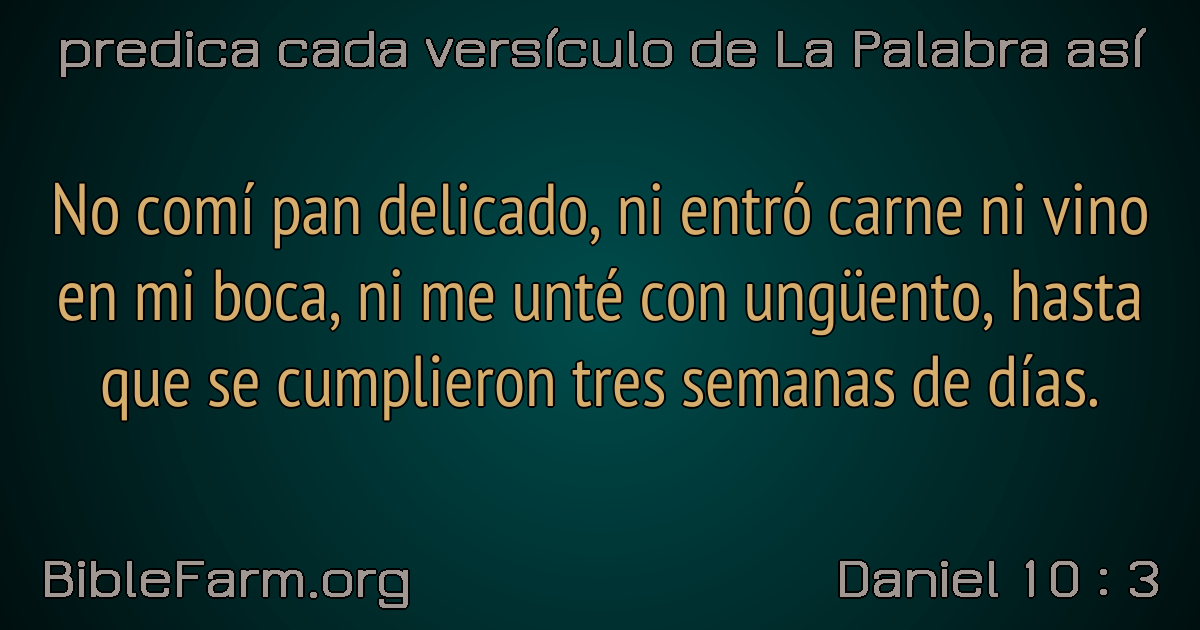 predica cada versículo de La Palabra así
No comí pan delicado, ni entró carne ni vino
en mi boca, ni me unté con ungüento, hasta
que se cumplieron tres semanas de días.
BibleFarm.org
Daniel 10 : 3